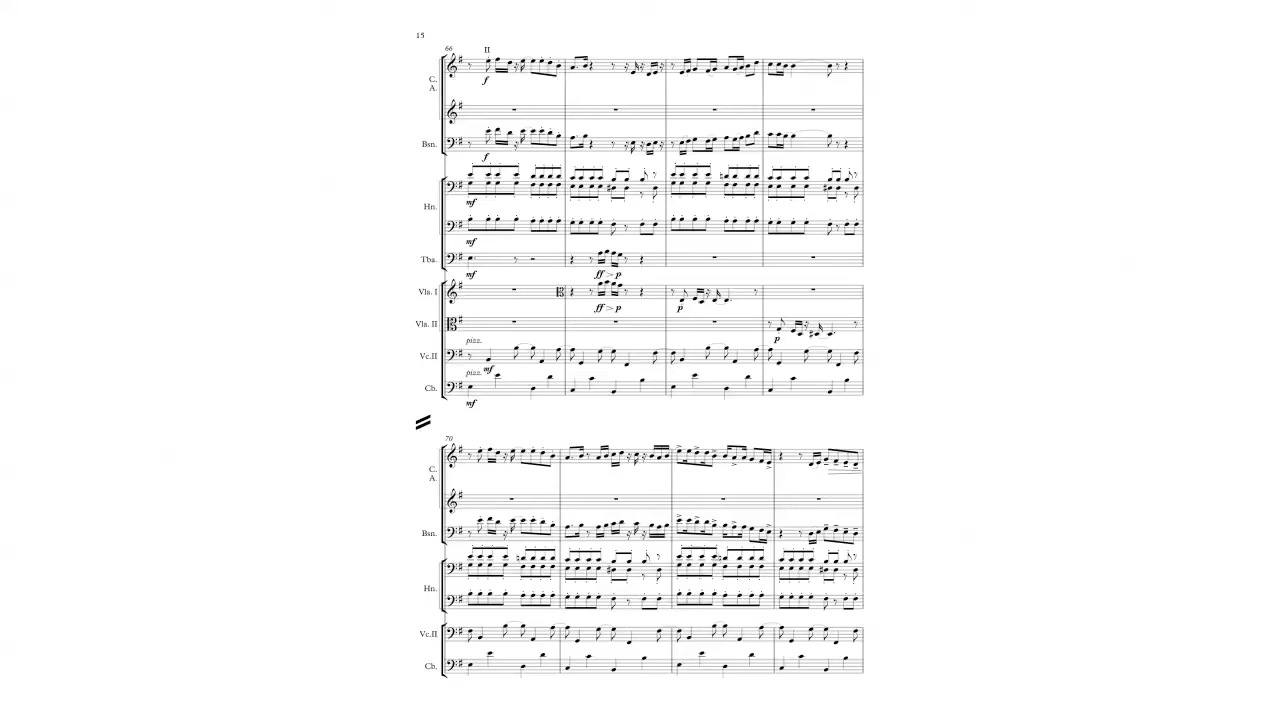 15
66
II
C.
A.
f
Bsn.
f
Hn.
mf
mf
Tba.
mf
ff > p
Vla. I
ff > p
p
Vla. II
p
pizz.
Vc.II
mf
pizz.
Cb.
mf
70
C.
A.
Bsn.
Hn.
Vc.II
Cb.